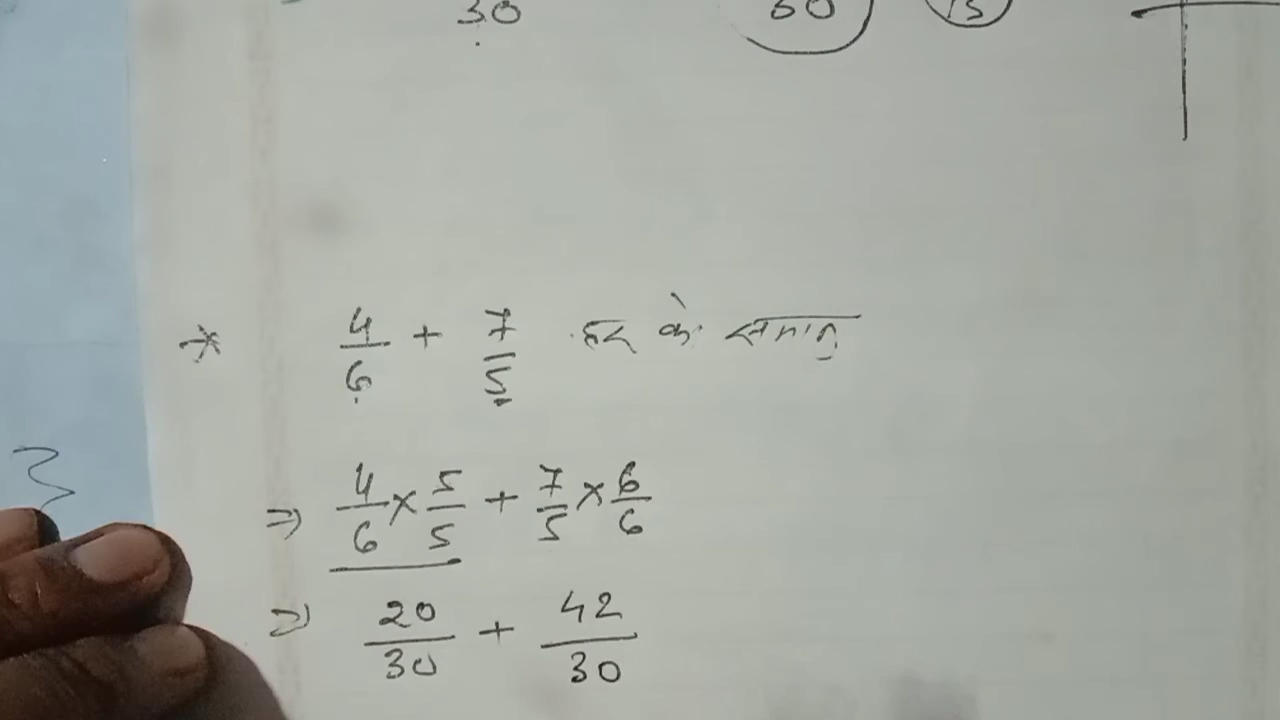 30 60 15
* 4/6 + 7/5 हर के समान
⇒ 4/6 × 5/5 + 7/5 × 6/6
⇒ 20/30 + 42/30